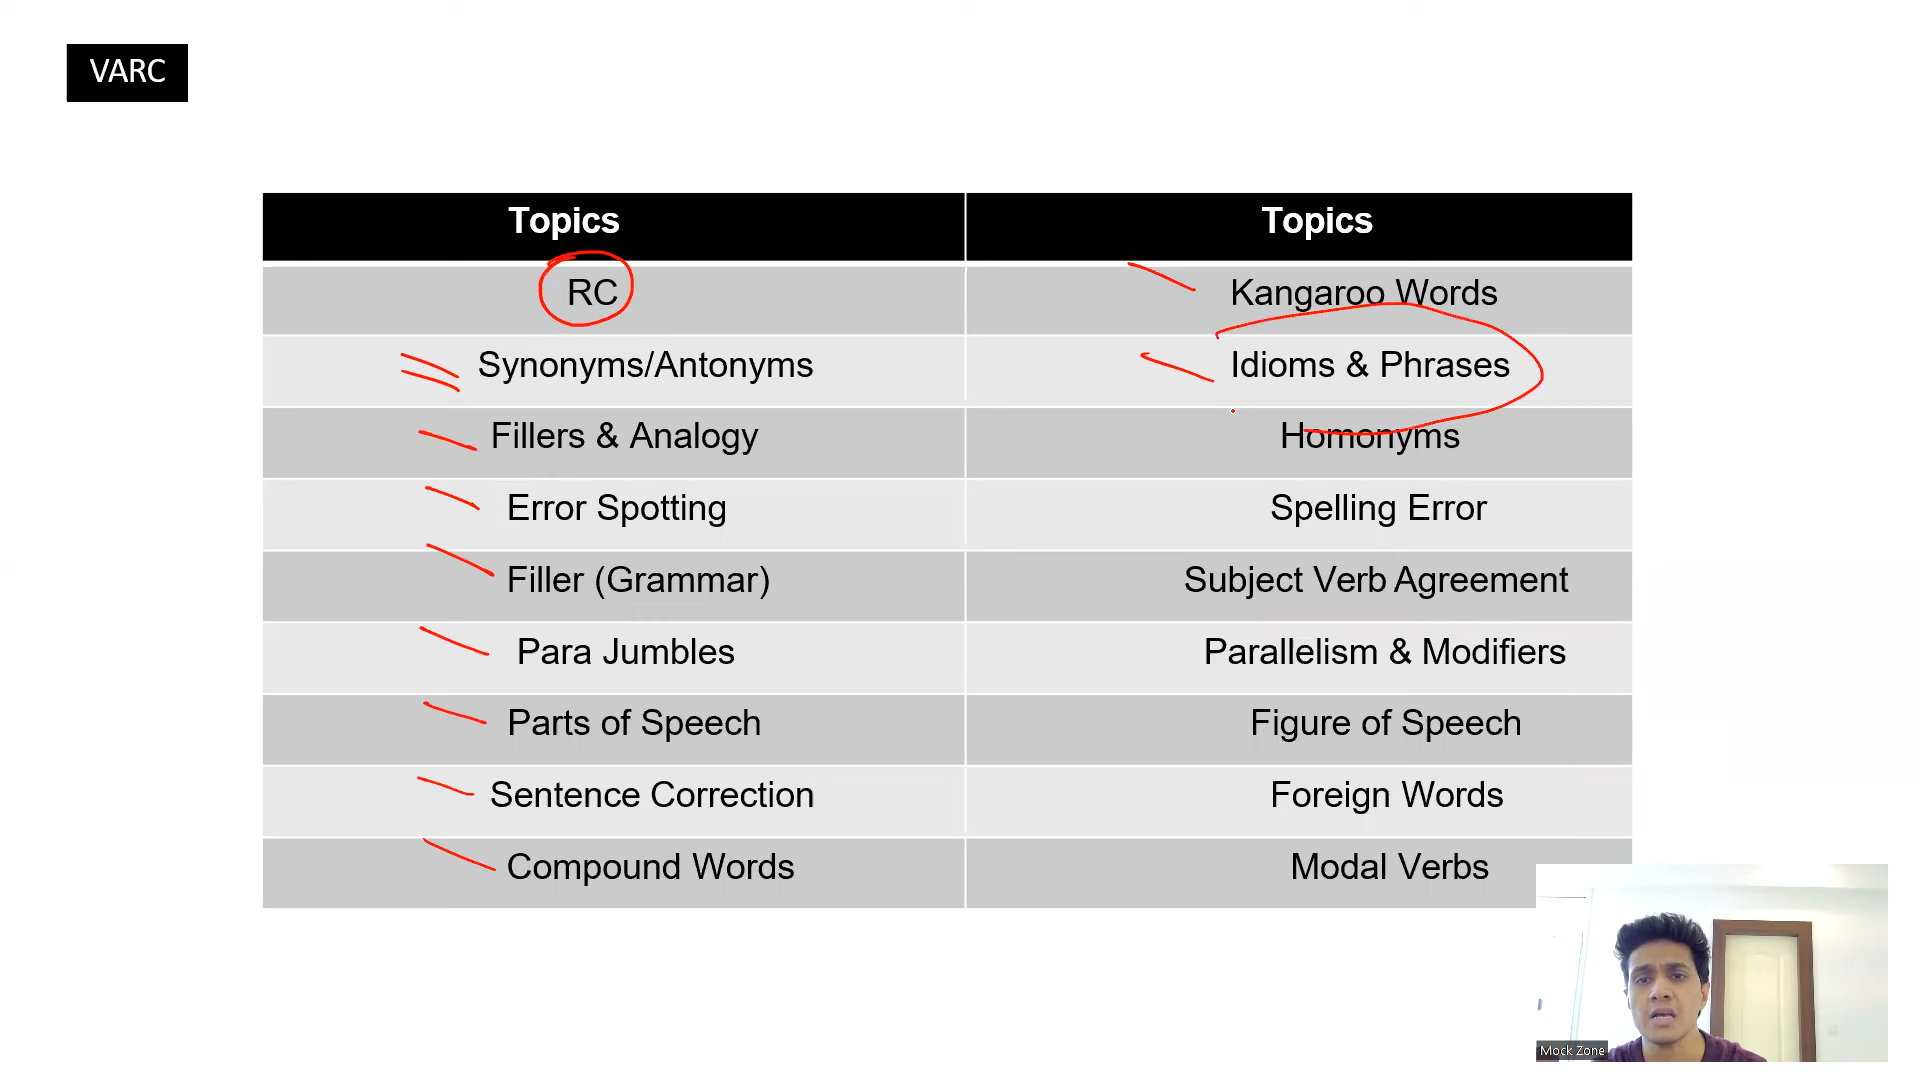 VARC
Topics Topics
RC Kangaroo Words
Synonyms/Antonyms Idioms & Phrases
Fillers & Analogy Homonyms
Error Spotting Spelling Error
Filler (Grammar) Subject Verb Agreement
Para Jumbles Parallelism & Modifiers
Parts of Speech Figure of Speech
Sentence Correction Foreign Words
Compound Words Modal Verbs
Mock Zone